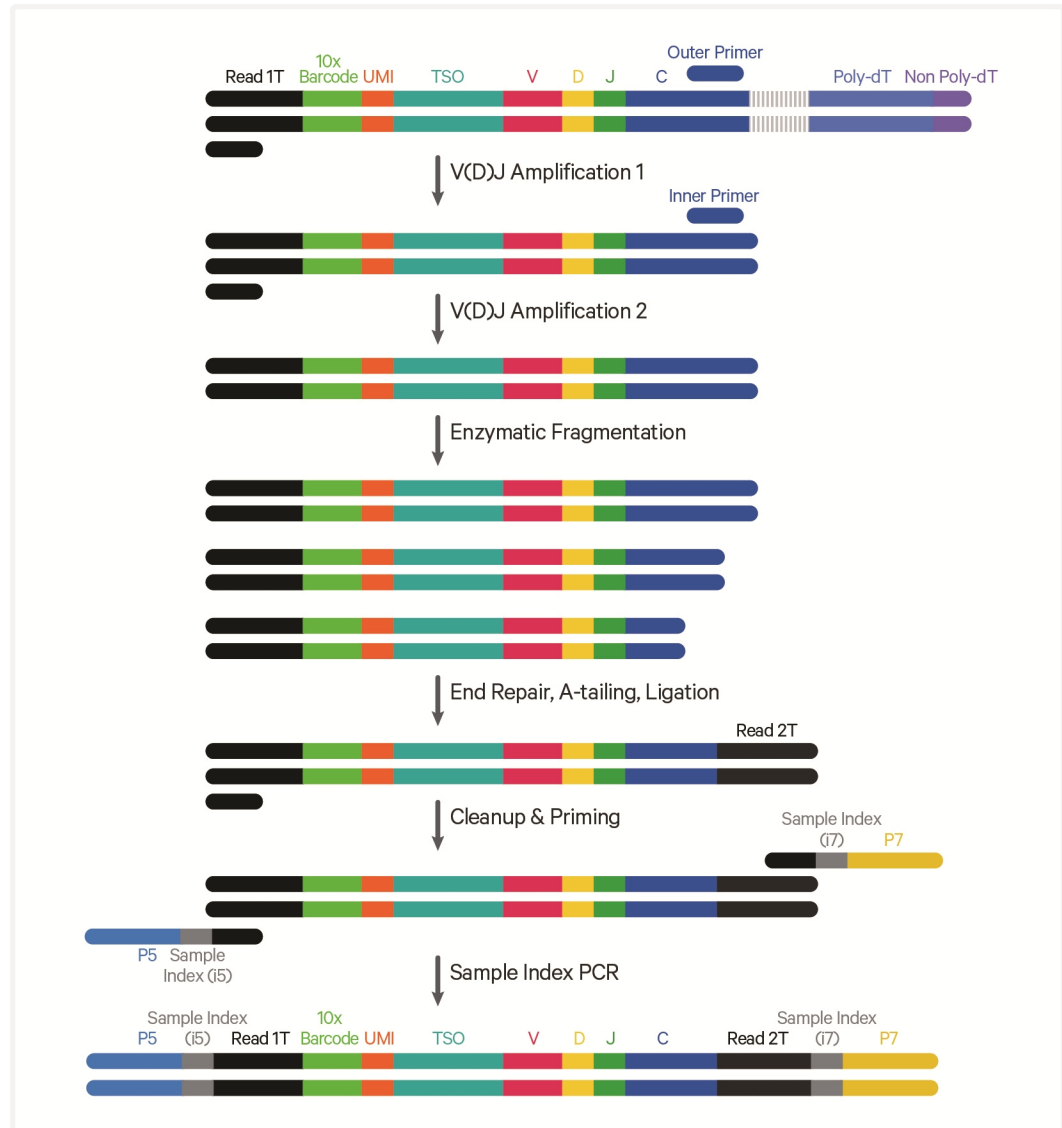 Outer Primer
Read 1T 10x Barcode UMI TSO V D J C Poly-dT Non Poly-dT
V(D)J Amplification 1
Inner Primer
V(D)J Amplification 2
Enzymatic Fragmentation
End Repair, A-tailing, Ligation
Read 2T
Cleanup & Priming
Sample Index
(i7) P7
P5 Sample
Index (i5)
Sample Index PCR
Sample Index 10x Sample Index
P5 (i5) Read 1T Barcode UMI TSO V D J C Read 2T (i7) P7